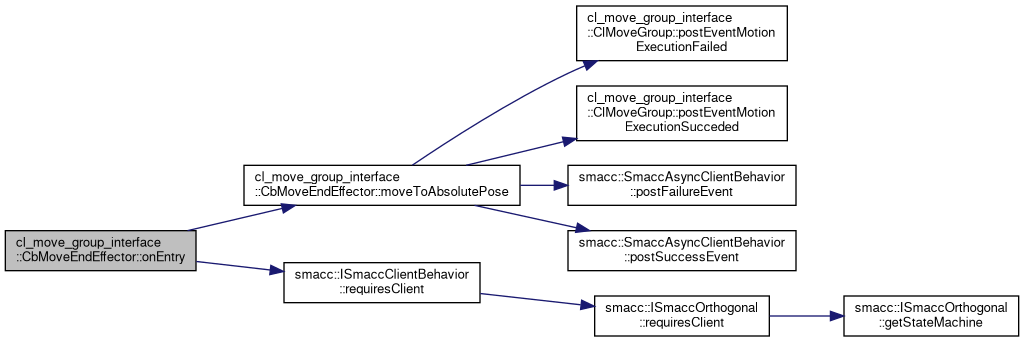 cl_move_group_interface
::ClMoveGroup::postEventMotion
ExecutionFailed
cl_move_group_interface
::ClMoveGroup::postEventMotion
ExecutionSucceded
cl_move_group_interface
::CbMoveEndEffector::moveToAbsolutePose
smacc::SmaccAsyncClientBehavior
::postFailureEvent
cl_move_group_interface
::CbMoveEndEffector::onEntry
smacc::SmaccAsyncClientBehavior
::postSuccessEvent
smacc::ISmaccClientBehavior
::requiresClient
smacc::ISmaccOrthogonal
::requiresClient
smacc::ISmaccOrthogonal
::getStateMachine